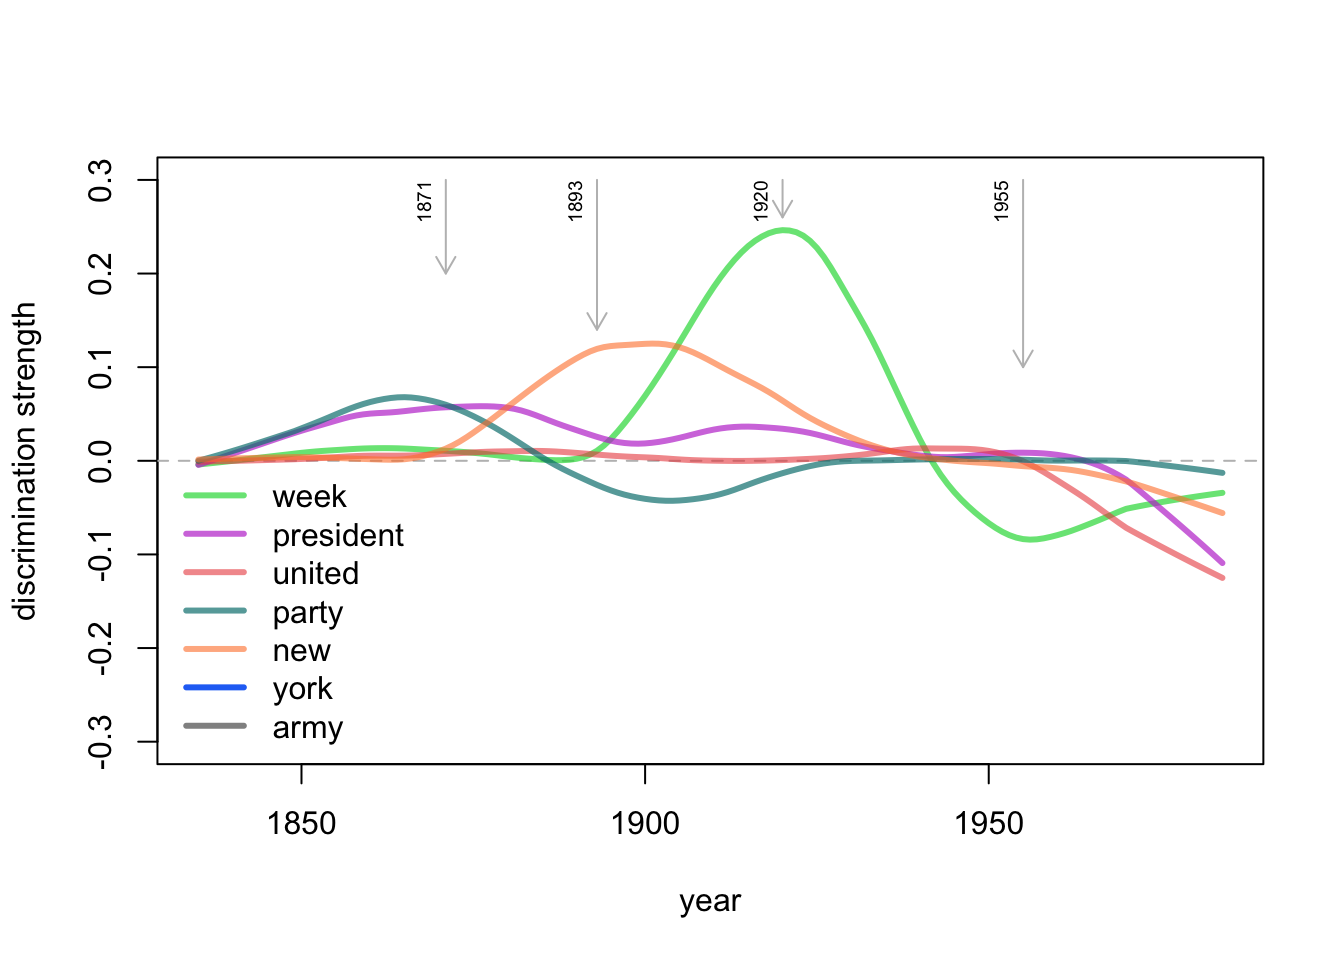 discrimination strength
0.3
0.2
0.1
0.0
-0.1
-0.2
-0.3
1871
1893
1920
1955
week
president
united
party
new
york
army
1850
1900
1950
year